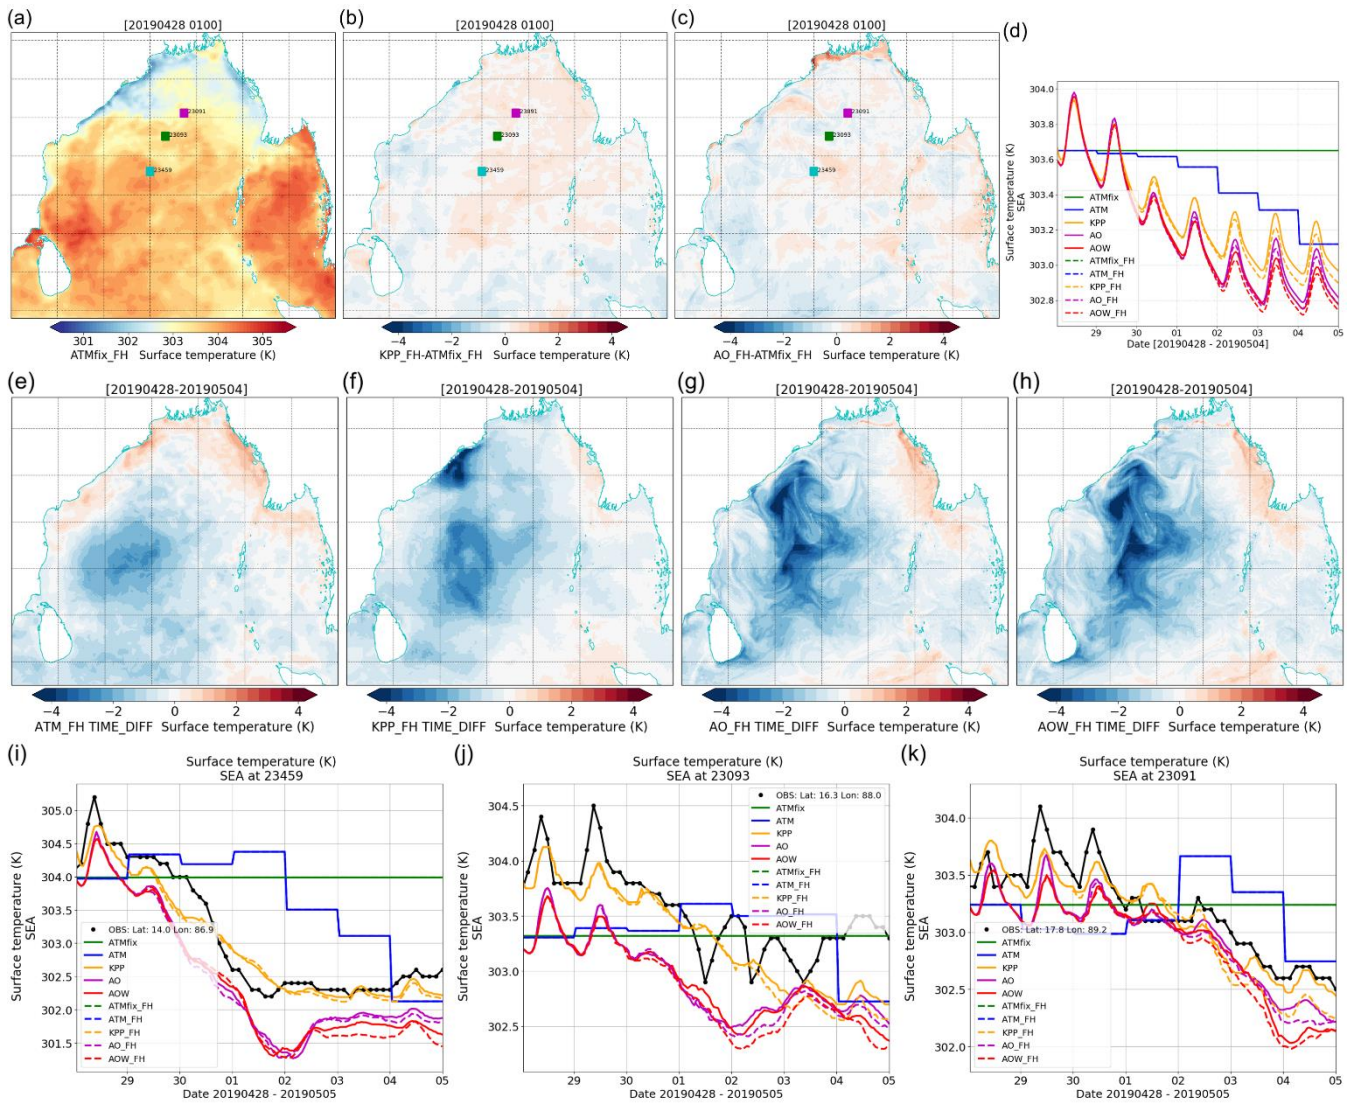 (a)
[20190428 0100]
23091
23093
23459
301 302 303 304 305
ATMfix_FH Surface temperature (K)
(b)
[20190428 0100]
23091
23093
23459
−4 −2 0 2 4
KPP_FH-ATMfix_FH Surface temperature (K)
(c)
[20190428 0100]
23091
23093
23459
−4 −2 0 2 4
AO_FH-ATMfix_FH Surface temperature (K)
(d)
Surface temperature (K)
SEA
304.0
303.8
303.6
303.4
303.2
303.0
302.8
ATMfix
ATM
KPP
AO
AOW
ATMfix_FH
ATM_FH
KPP_FH
AO_FH
AOW_FH
29 30 01 02 03 04 05
Date [20190428 - 20190504]
(e)
[20190428-20190504]
−4 −2 0 2 4
ATM_FH TIME_DIFF Surface temperature (K)
(f)
[20190428-20190504]
−4 −2 0 2 4
KPP_FH TIME_DIFF Surface temperature (K)
(g)
[20190428-20190504]
−4 −2 0 2 4
AO_FH TIME_DIFF Surface temperature (K)
(h)
[20190428-20190504]
−4 −2 0 2 4
AOW_FH TIME_DIFF Surface temperature (K)
(i)
Surface temperature (K)
SEA at 23459
Surface temperature (K)
SEA
305.0
304.5
304.0
303.5
303.0
302.5
302.0
301.5
OBS: Lat: 14.0 Lon: 86.9
ATMfix
ATM
KPP
AO
AOW
ATMfix_FH
ATM_FH
KPP_FH
AO_FH
AOW_FH
29 30 01 02 03 04 05
Date 20190428 - 20190505
(j)
Surface temperature (K)
SEA at 23093
Surface temperature (K)
SEA
304.5
304.0
303.5
303.0
302.5
OBS: Lat: 16.3 Lon: 88.0
ATMfix
ATM
KPP
AO
AOW
ATMfix_FH
ATM_FH
KPP_FH
AO_FH
AOW_FH
29 30 01 02 03 04 05
Date 20190428 - 20190505
(k)
Surface temperature (K)
SEA at 23091
Surface temperature (K)
SEA
304.0
303.5
303.0
302.5
302.0
OBS: Lat: 17.8 Lon: 89.2
ATMfix
ATM
KPP
AO
AOW
ATMfix_FH
ATM_FH
KPP_FH
AO_FH
AOW_FH
29 30 01 02 03 04 05
Date 20190428 - 20190505